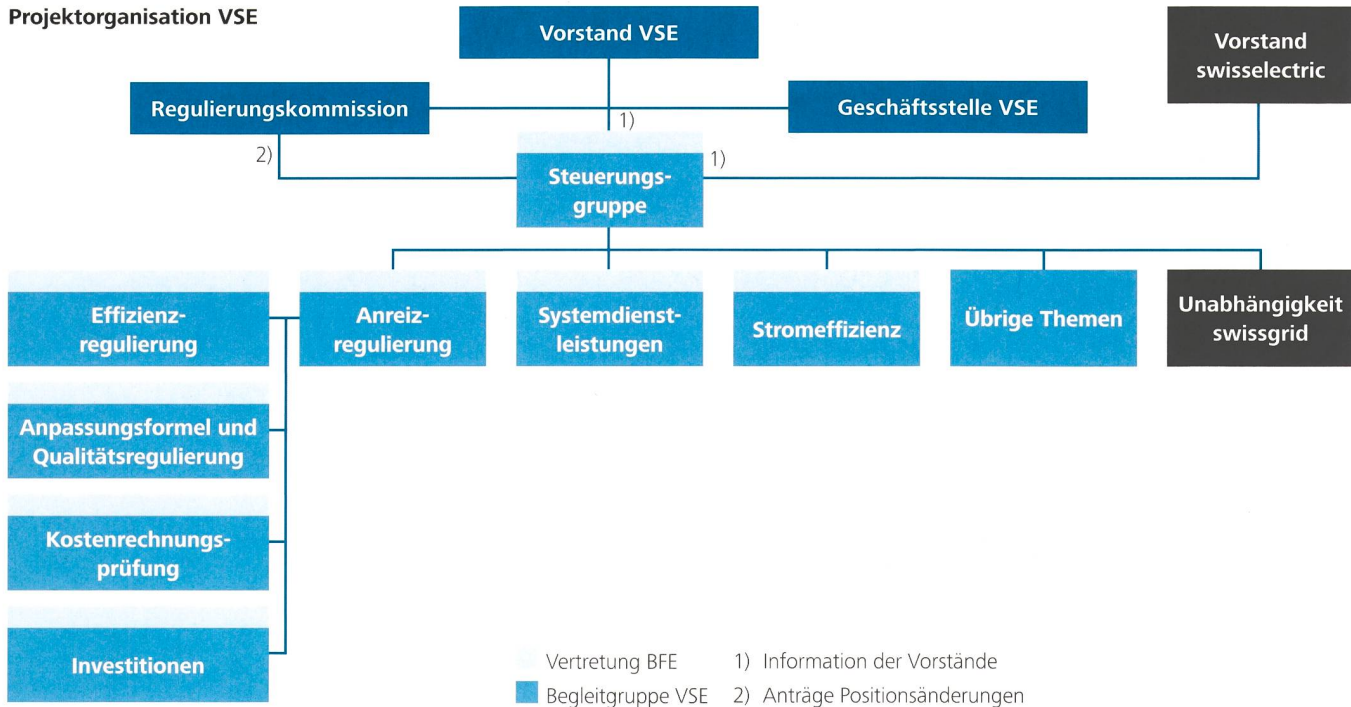 Projektorganisation VSE
Vorstand VSE
Vorstand
swisselectric
Regulierungskommission
Geschäftsstelle VSE
1)
2)
1)
Steuerungs-
gruppe
Effizienz-
regulierung
Anreiz-
regulierung
Systemdienst-
leistungen
Stromeffizienz
Übrige Themen
Unabhängigkeit
swissgrid
Anpassungsformel und
Qualitätsregulierung
Kostenrechnungs-
prüfung
Investitionen
Vertretung BFE
1) Information der Vorstände
Begleitgruppe VSE
2) Anträge Positionsänderungen